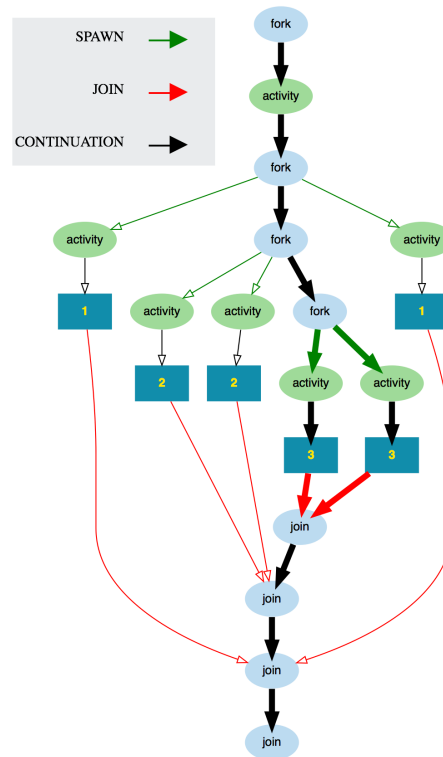 SPAWN
JOIN
CONTINUATION
fork
activity
fork
activity
fork
activity
1
activity
activity
fork
1
2
2
activity
activity
3
3
join
join
join
join